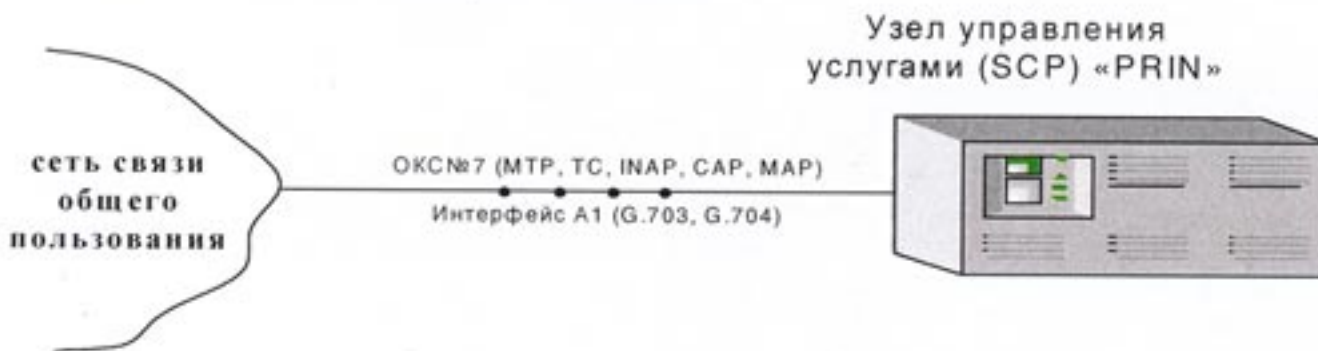 Узел управления
услугами (SCP) «PRIN»
сеть связи
общего
пользования
ОКС№7 (MTP, TC, INAP, CAP, MAP)
Интерфейс А1 (G.703, G.704)